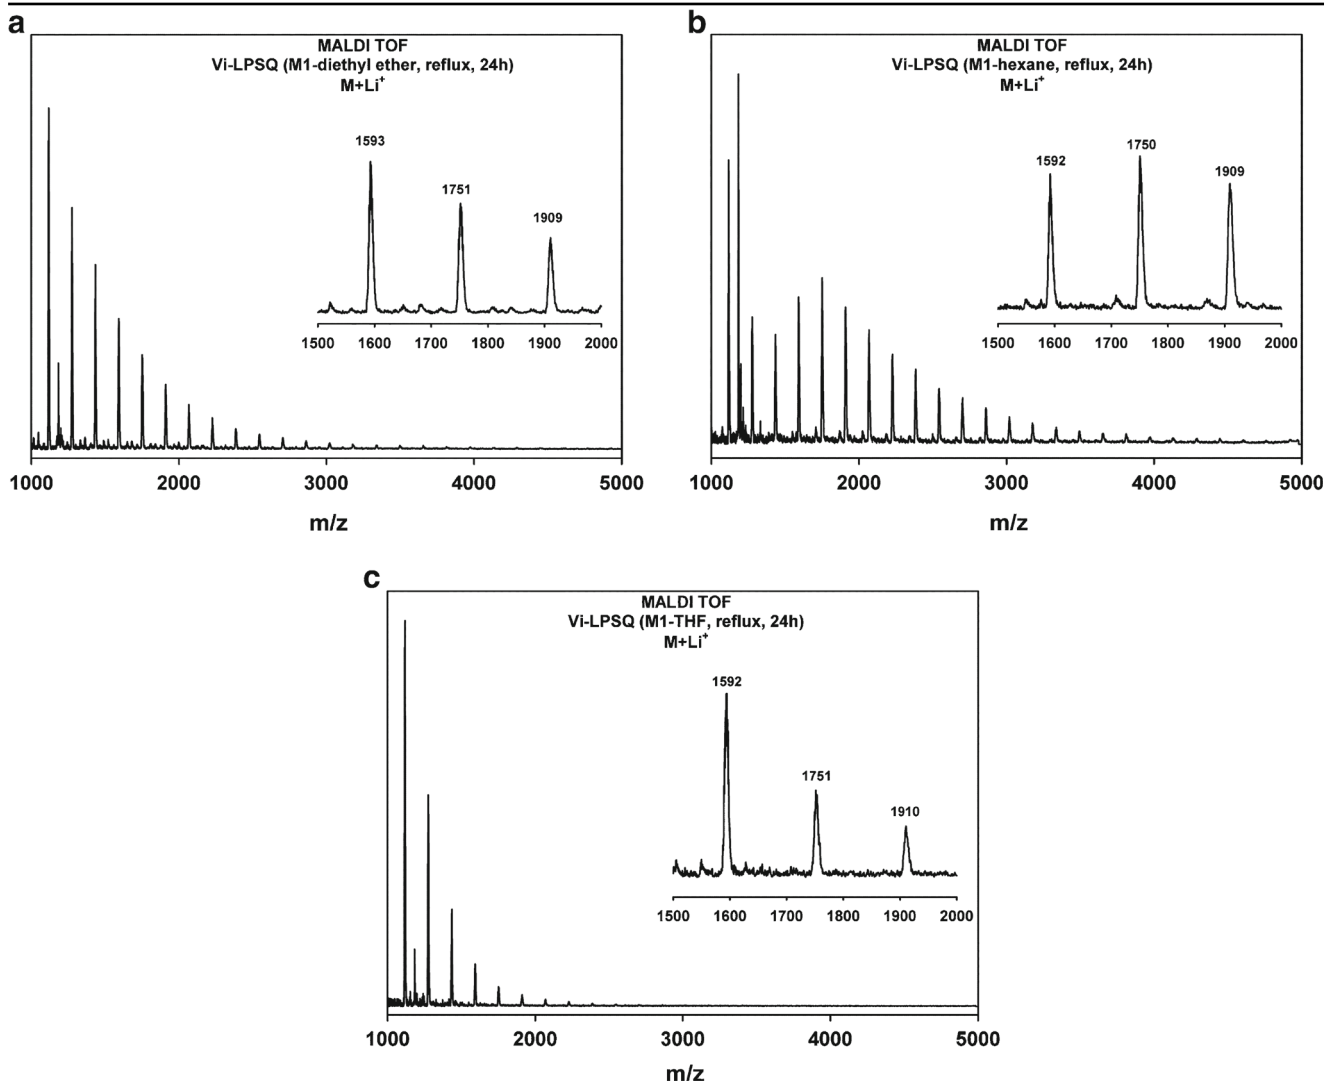 a
MALDI TOF
Vi-LPSQ (M1-diethyl ether, reflux, 24h)
M+Li+
1593
1751
1909
1500 1600 1700 1800 1900 2000
1000 2000 3000 4000 5000
m/z
b
MALDI TOF
Vi-LPSQ (M1-hexane, reflux, 24h)
M+Li+
1592
1750
1909
1500 1600 1700 1800 1900 2000
1000 2000 3000 4000 5000
m/z
c
MALDI TOF
Vi-LPSQ (M1-THF, reflux, 24h)
M+Li+
1592
1751
1910
1500 1600 1700 1800 1900 2000
1000 2000 3000 4000 5000
m/z